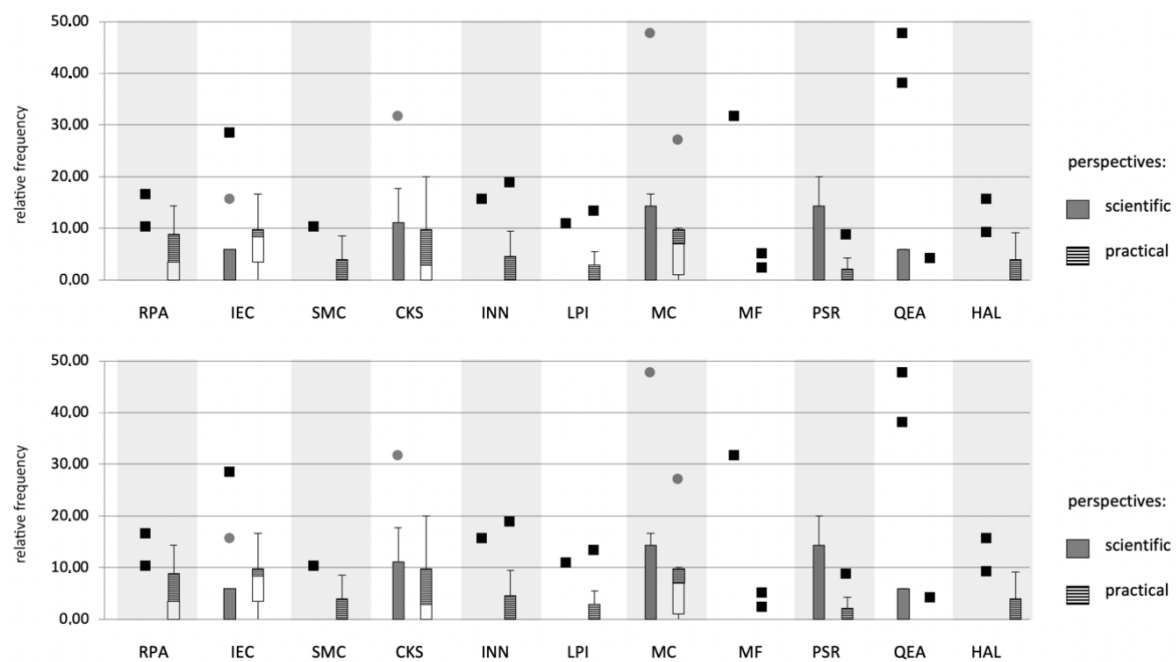 50.00
40.00
30.00
20.00
10.00
0.00
relative frequency
RPA IEC SMC CKS INN LPI MC MF PSR QEA HAL
perspectives:
scientific
practical
50.00
40.00
30.00
20.00
10.00
0.00
relative frequency
RPA IEC SMC CKS INN LPI MC MF PSR QEA HAL
perspectives:
scientific
practical